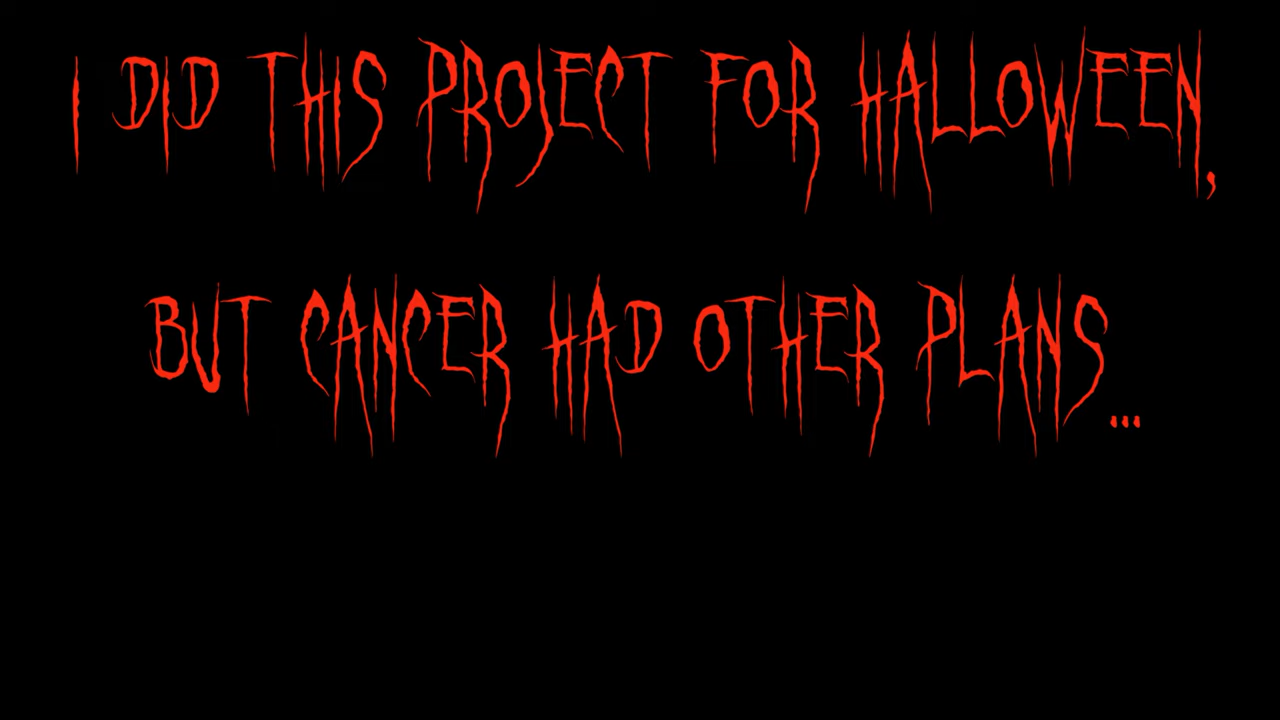 I DID THIS PROJECT FOR HALLOWEEN,
BUT CANCER HAD OTHER PLANS...